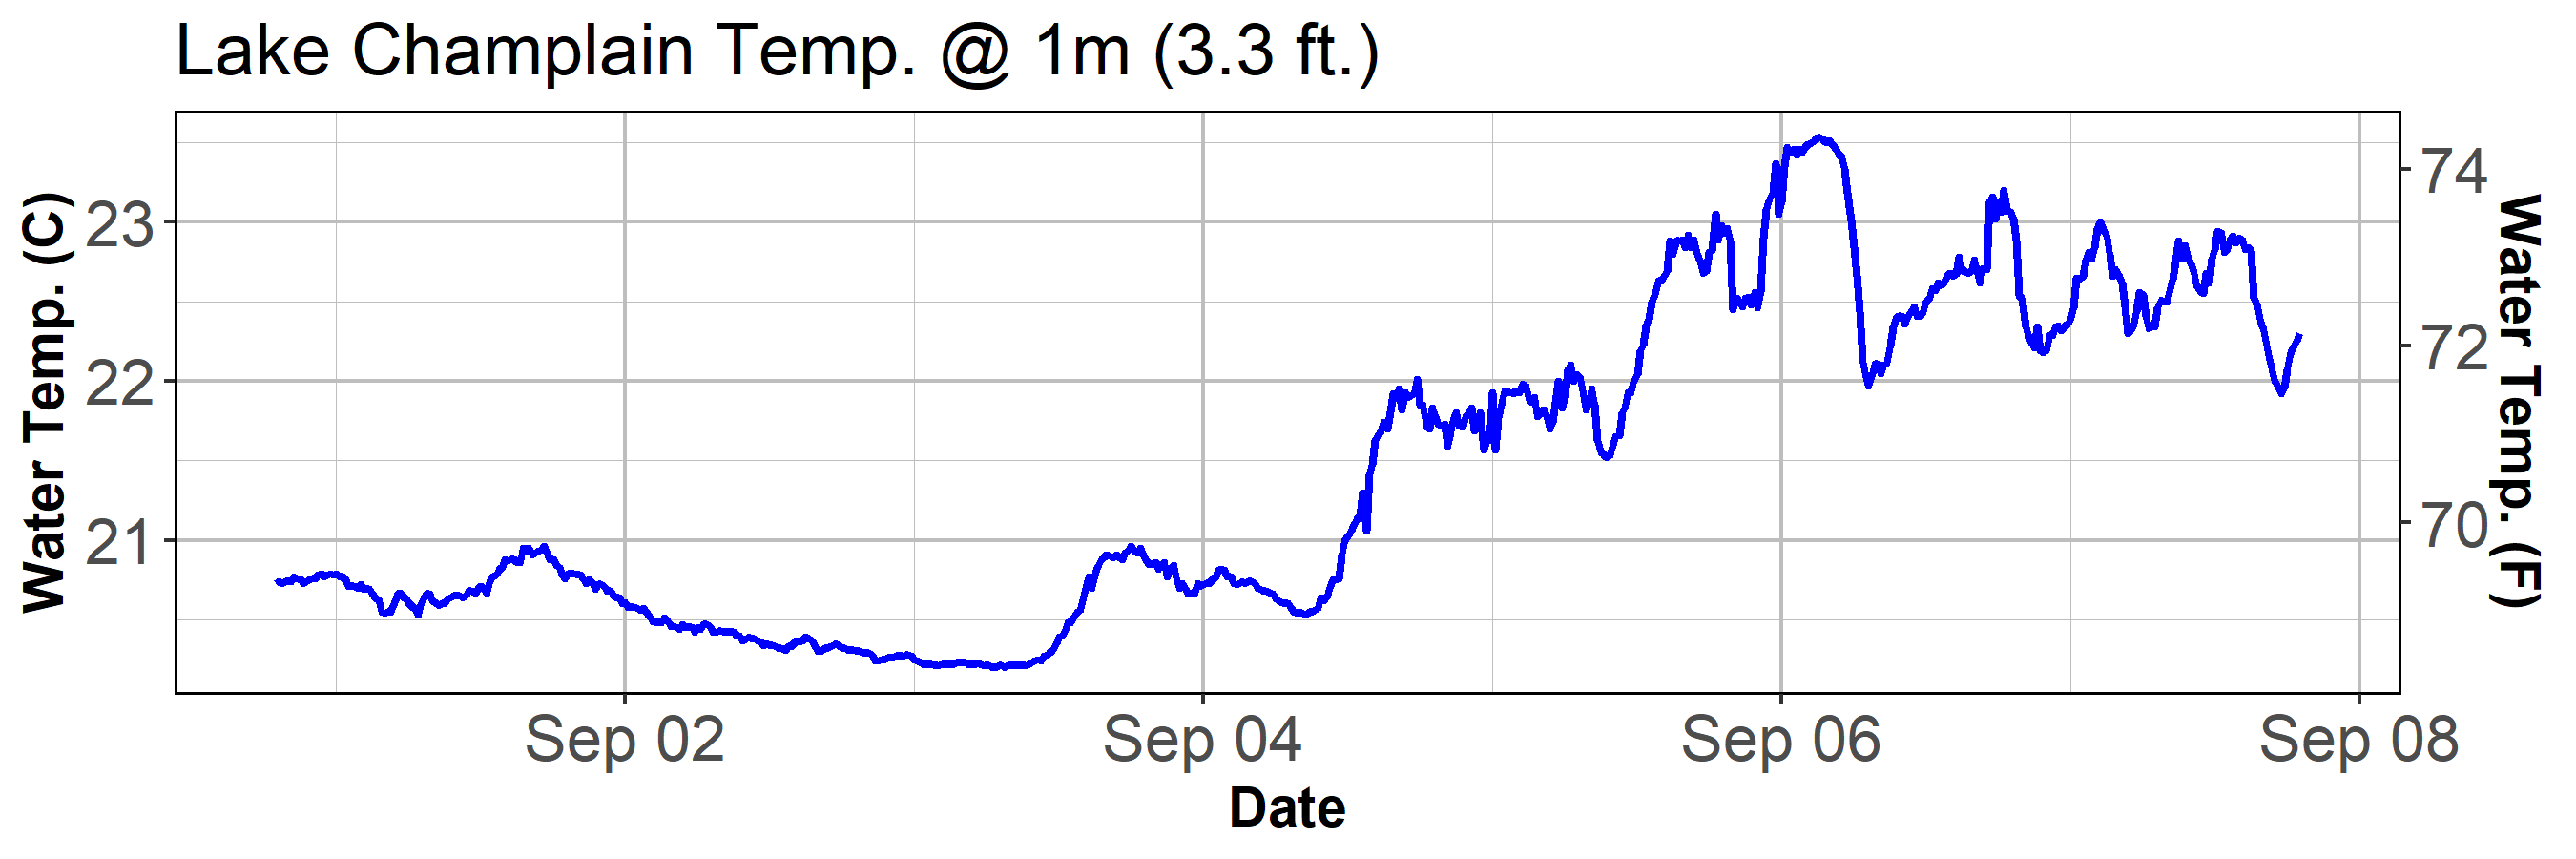 Lake Champlain Temp. @ 1m (3.3 ft.)
Water Temp. (C)
23
22
21
74
72
70
Water Temp. (F)
Sep 02
Sep 04
Sep 06
Sep 08
Date